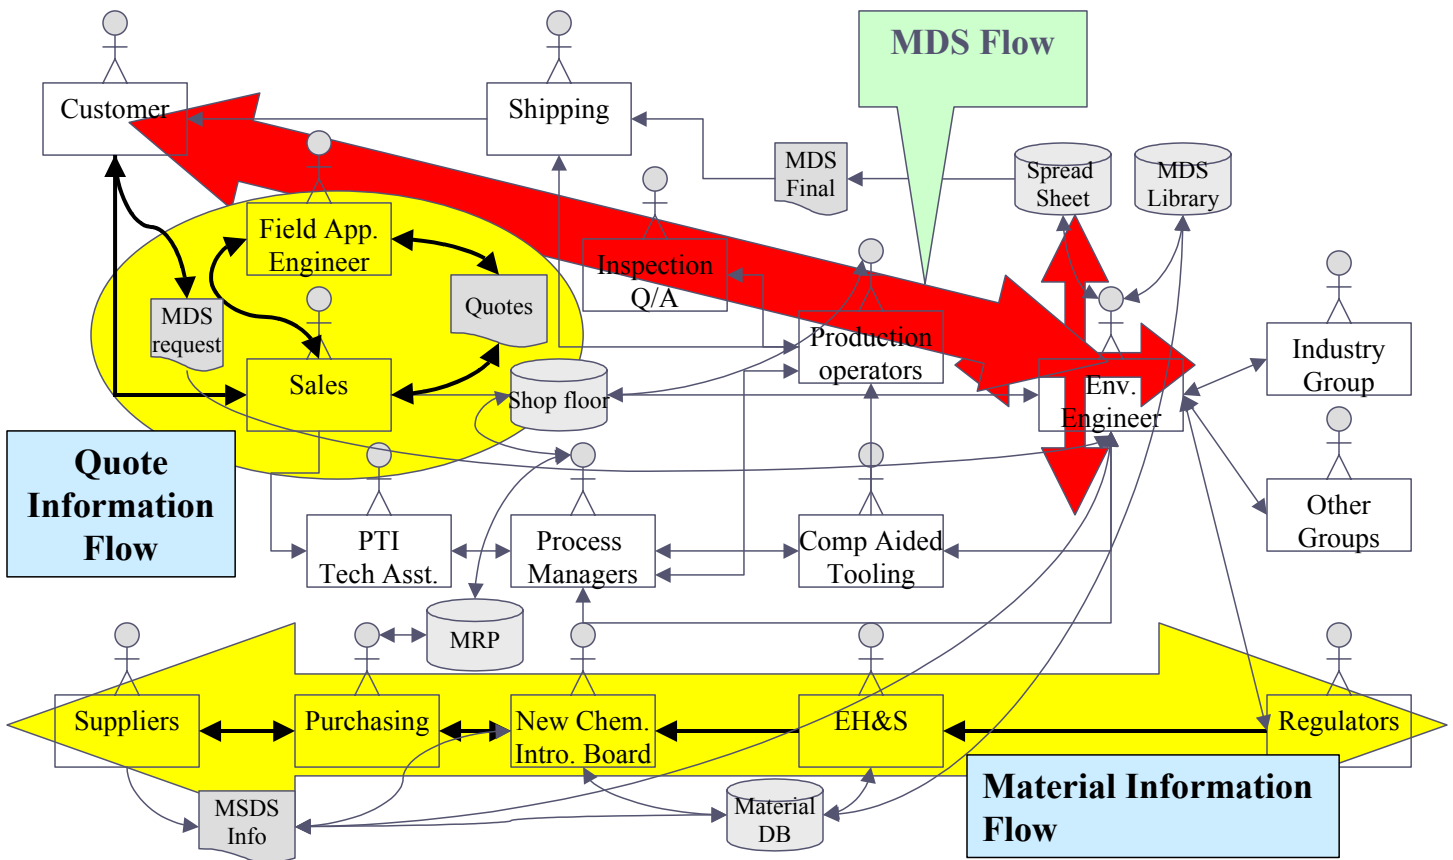 MDS Flow
Customer
Shipping
MDS
Final
Spread
Sheet
MDS
Library
Field App.
Engineer
Inspection
Q/A
MDS
request
Quotes
Production
operators
Industry
Group
Sales
Shop floor
Env.
Engineer
Quote
Information
Flow
Other
Groups
PTI
Tech Asst.
Process
Managers
Comp Aided
Tooling
MRP
Suppliers
Purchasing
New Chem.
Intro. Board
EH&S
Regulators
MSDS
Info
Material
DB
Material Information
Flow